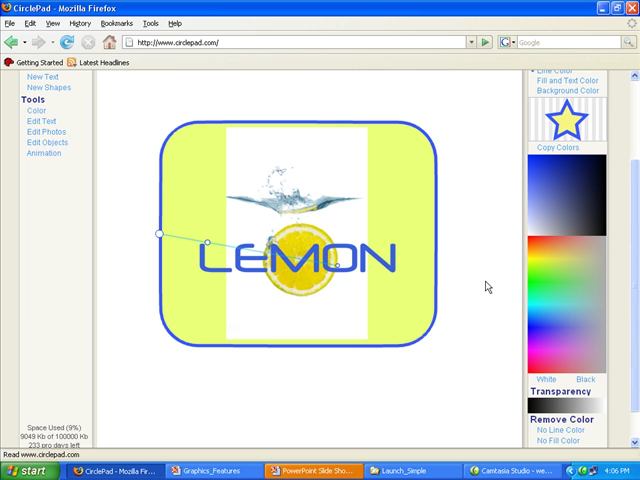 CirclePad - Mozilla Firefox
File Edit View History Bookmarks Tools Help
http://www.circlepad.com/
Google
Getting Started Latest Headlines
New Text
New Shapes
Tools
Color
Edit Text
Edit Photos
Edit Objects
Animation
Space Used (9%)
9049 Kb of 100000 Kb
233 pro days left
LEMON
Line Color
Fill and Text Color
Background Color
Copy Colors
White Black
Transparency
Remove Color
No Line Color
No Fill Color
Read www.circlepad.com
start
CirclePad - Mozilla Fir...
Graphics_Features
PowerPoint Slide Sho...
Launch_Simple
Camtasia Studio - we...
4:06 PM